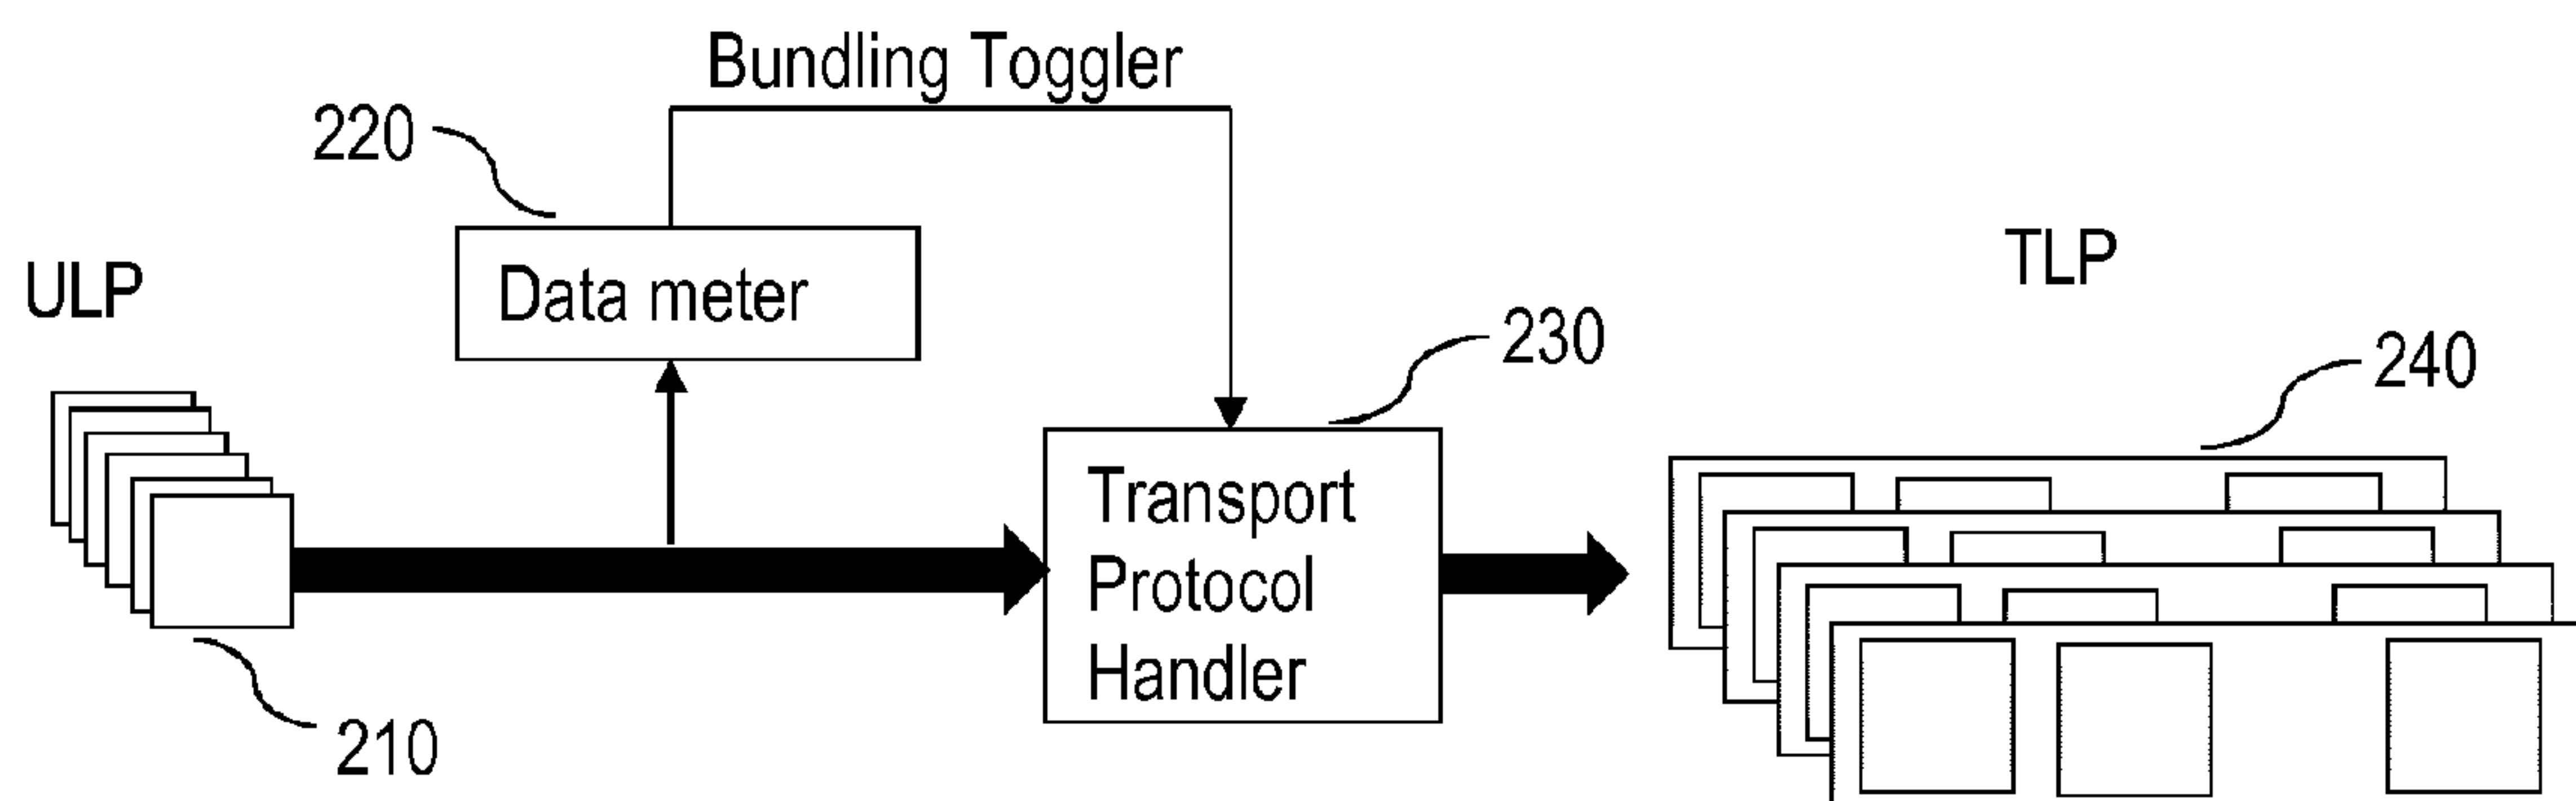 Bundling Toggler
220
ULP
Data meter
TLP
230
240
Transport
Protocol
Handler
210